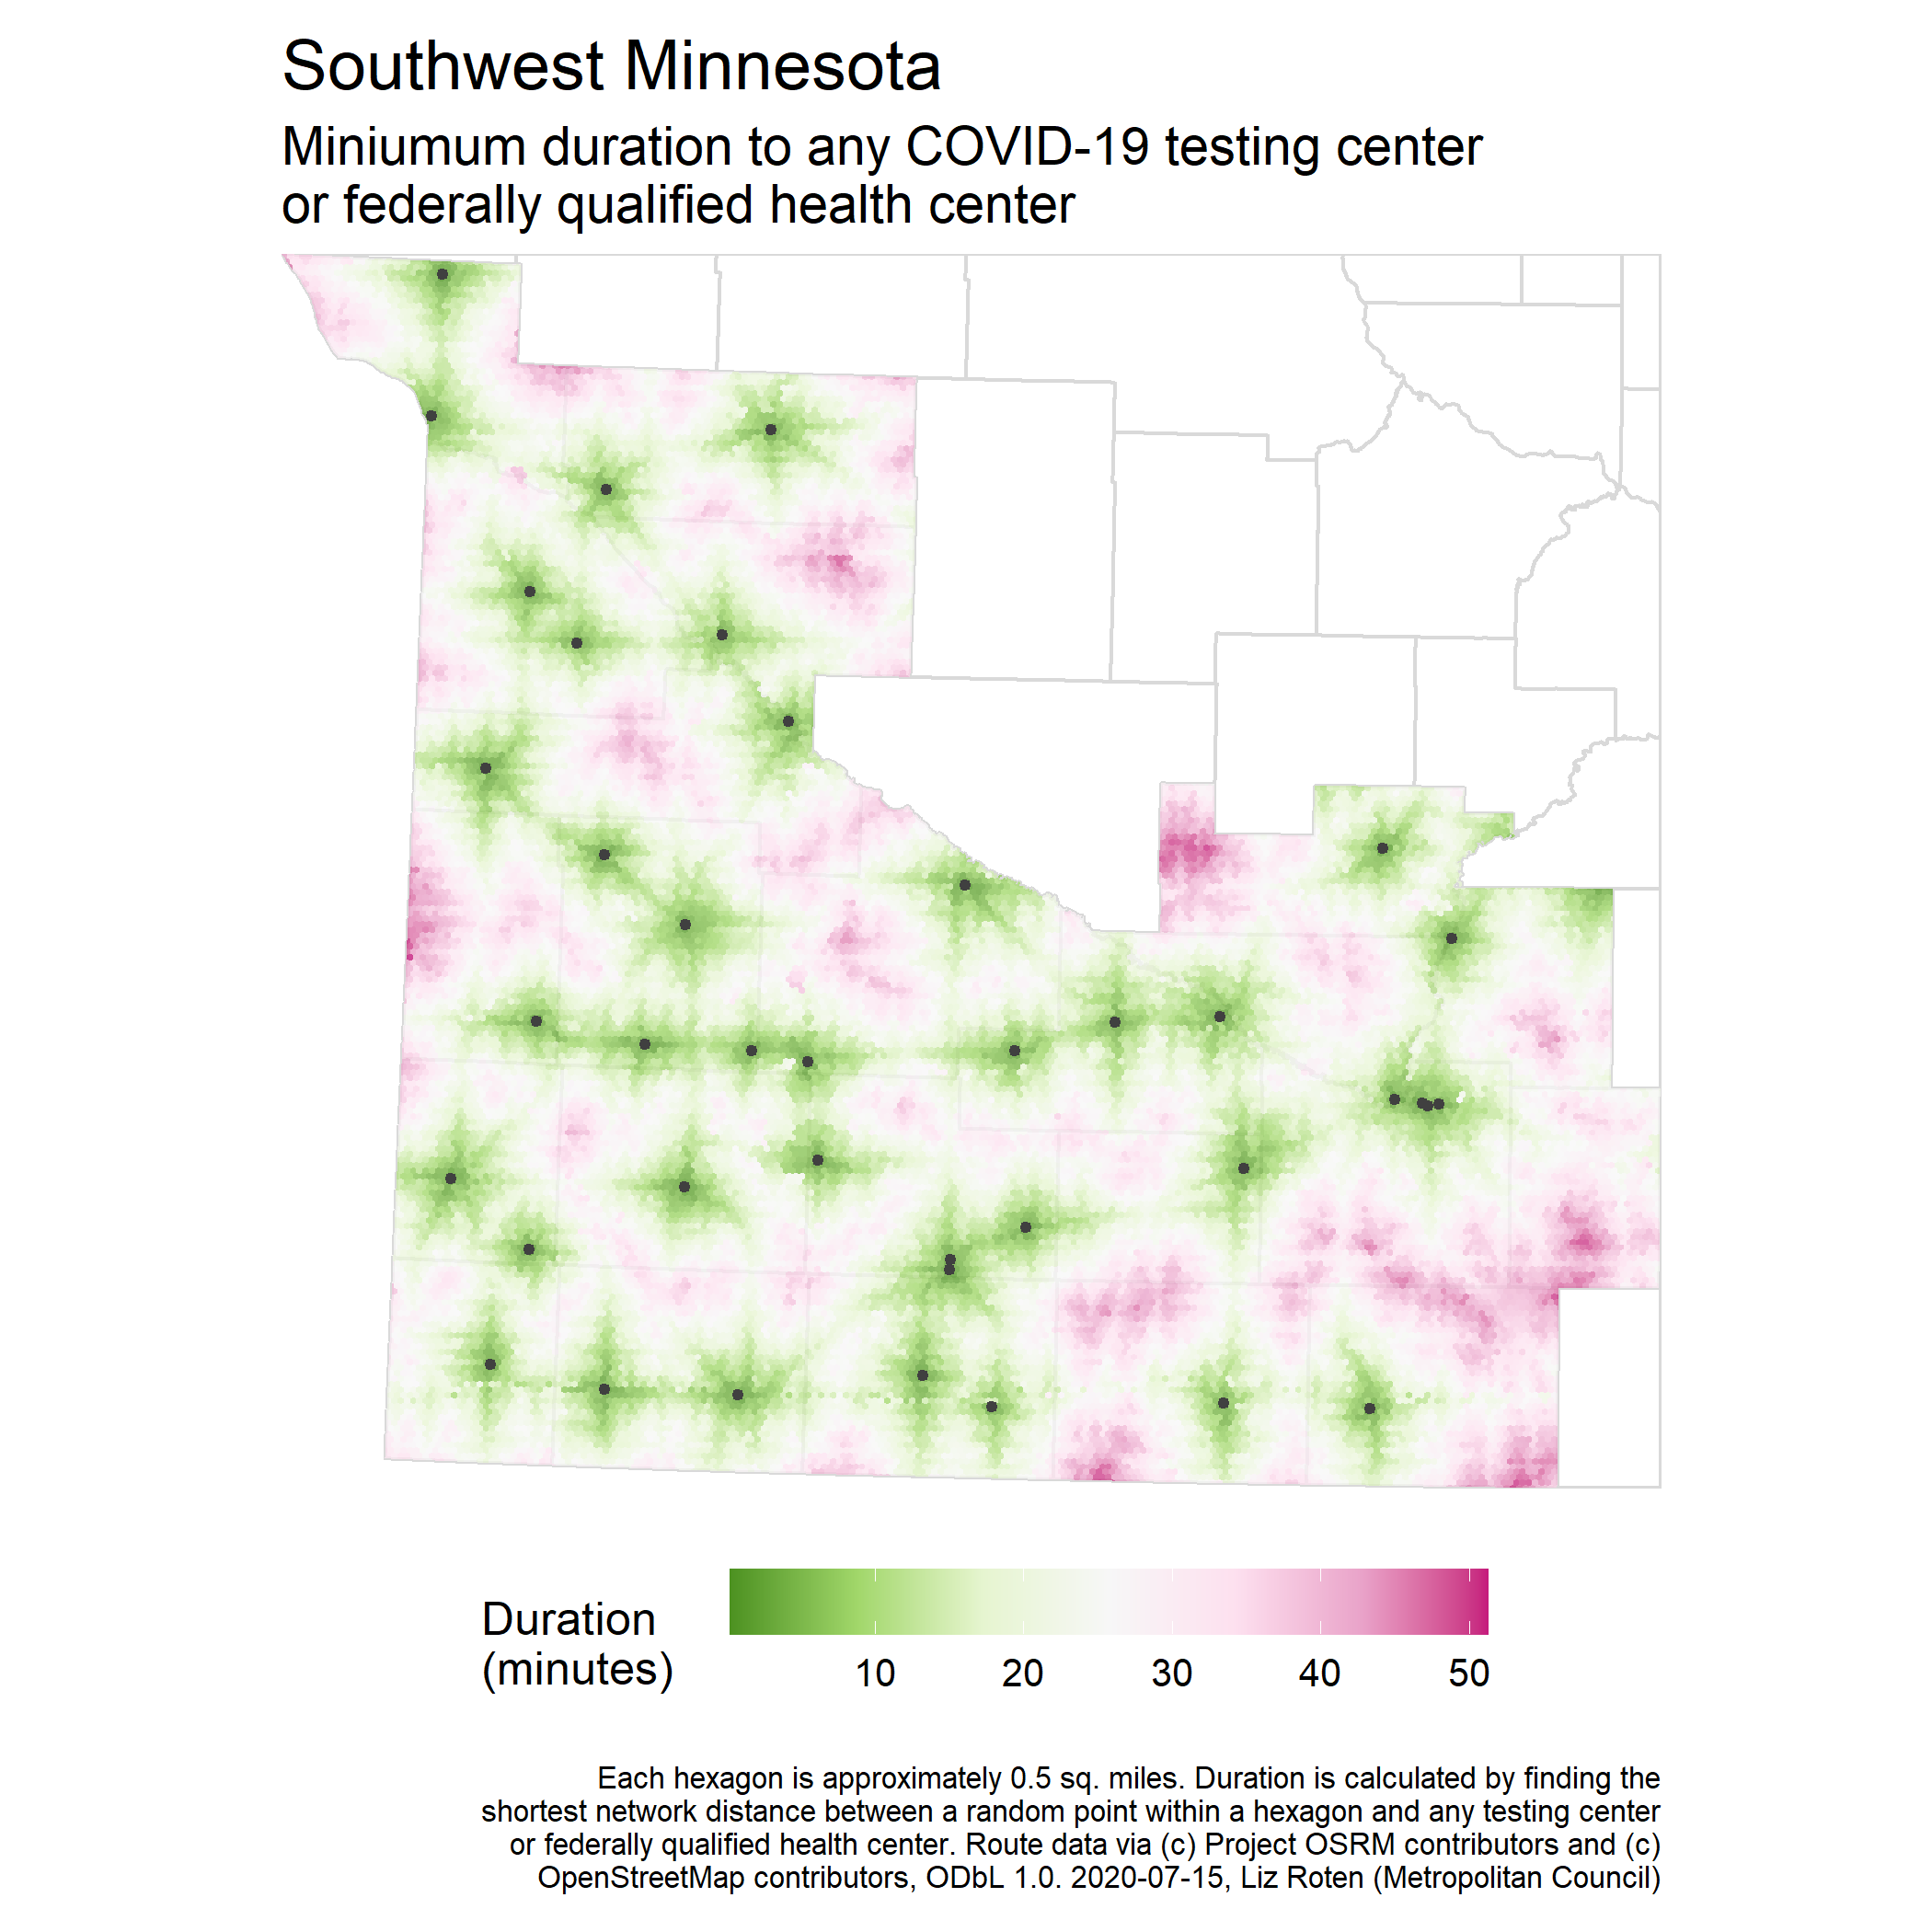 Southwest Minnesota
Miniumum duration to any COVID-19 testing center
or federally qualified health center
Duration
(minutes)
10 20 30 40 50
Each hexagon is approximately 0.5 sq. miles. Duration is calculated by finding the
shortest network distance between a random point within a hexagon and any testing center
or federally qualified health center. Route data via (c) Project OSRM contributors and (c)
OpenStreetMap contributors, ODbL 1.0. 2020-07-15, Liz Roten (Metropolitan Council)